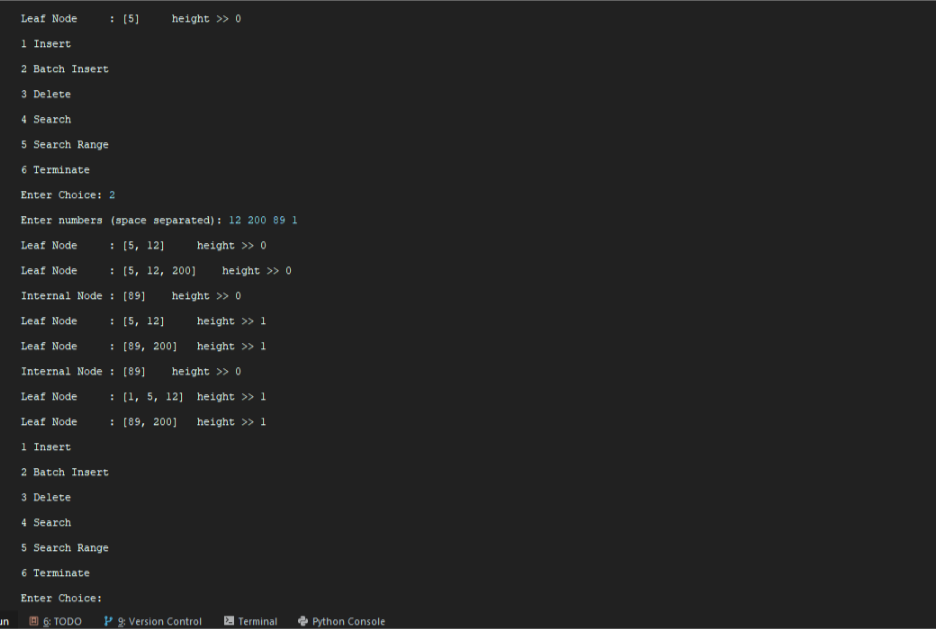 Leaf Node     : [5]     height >> 0
1 Insert
2 Batch Insert
3 Delete
4 Search
5 Search Range
6 Terminate
Enter Choice: 2
Enter numbers (space separated): 12 200 89 1
Leaf Node     : [5, 12]     height >> 0
Leaf Node     : [5, 12, 200]    height >> 0
Internal Node : [89]    height >> 0
Leaf Node     : [5, 12]     height >> 1
Leaf Node     : [89, 200]   height >> 1
Internal Node : [89]    height >> 0
Leaf Node     : [1, 5, 12]  height >> 1
Leaf Node     : [89, 200]   height >> 1
1 Insert
2 Batch Insert
3 Delete
4 Search
5 Search Range
6 Terminate
Enter Choice:
un 6: TODO 9: Version Control Terminal Python Console